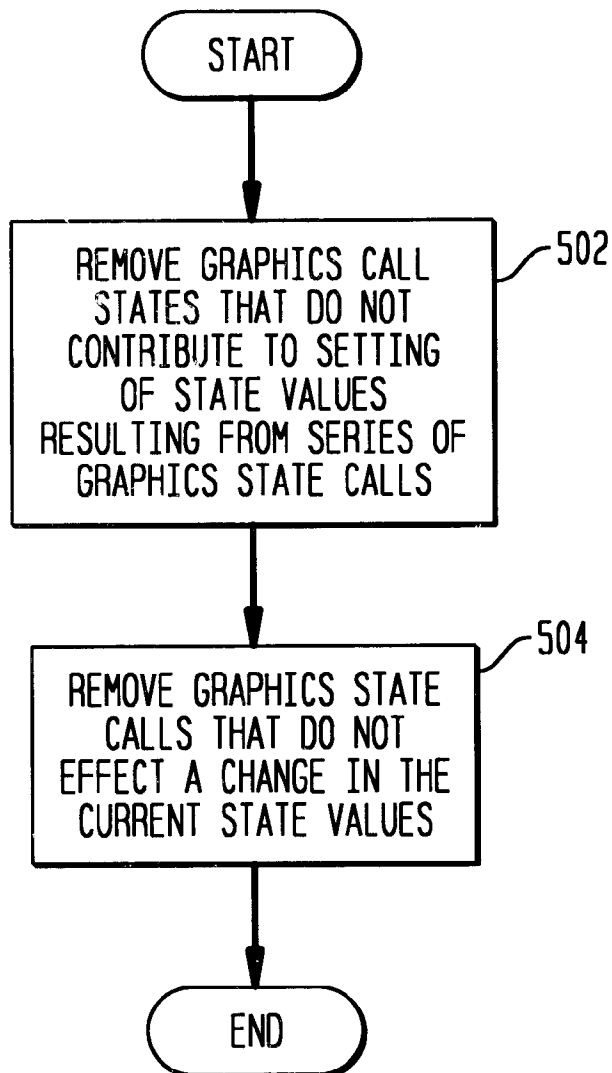 START
REMOVE GRAPHICS CALL
STATES THAT DO NOT
CONTRIBUTE TO SETTING
OF STATE VALUES
RESULTING FROM SERIES OF
GRAPHICS STATE CALLS
502
REMOVE GRAPHICS STATE
CALLS THAT DO NOT
EFFECT A CHANGE IN THE
CURRENT STATE VALUES
504
END